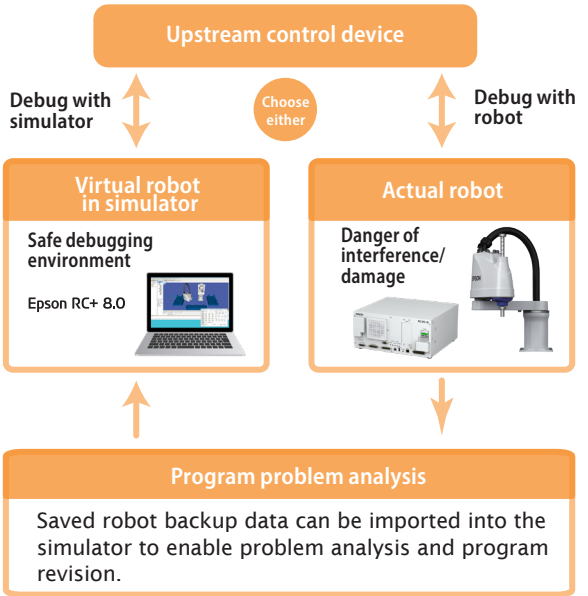 Upstream control device
Debug with
simulator
Choose
either
Debug with
robot
Virtual robot
in simulator
Safe debugging
environment
Epson RC+ 8.0
Actual robot
Danger of
interference/
damage
EPSON
Program problem analysis
Saved robot backup data can be imported into the
simulator to enable problem analysis and program
revision.